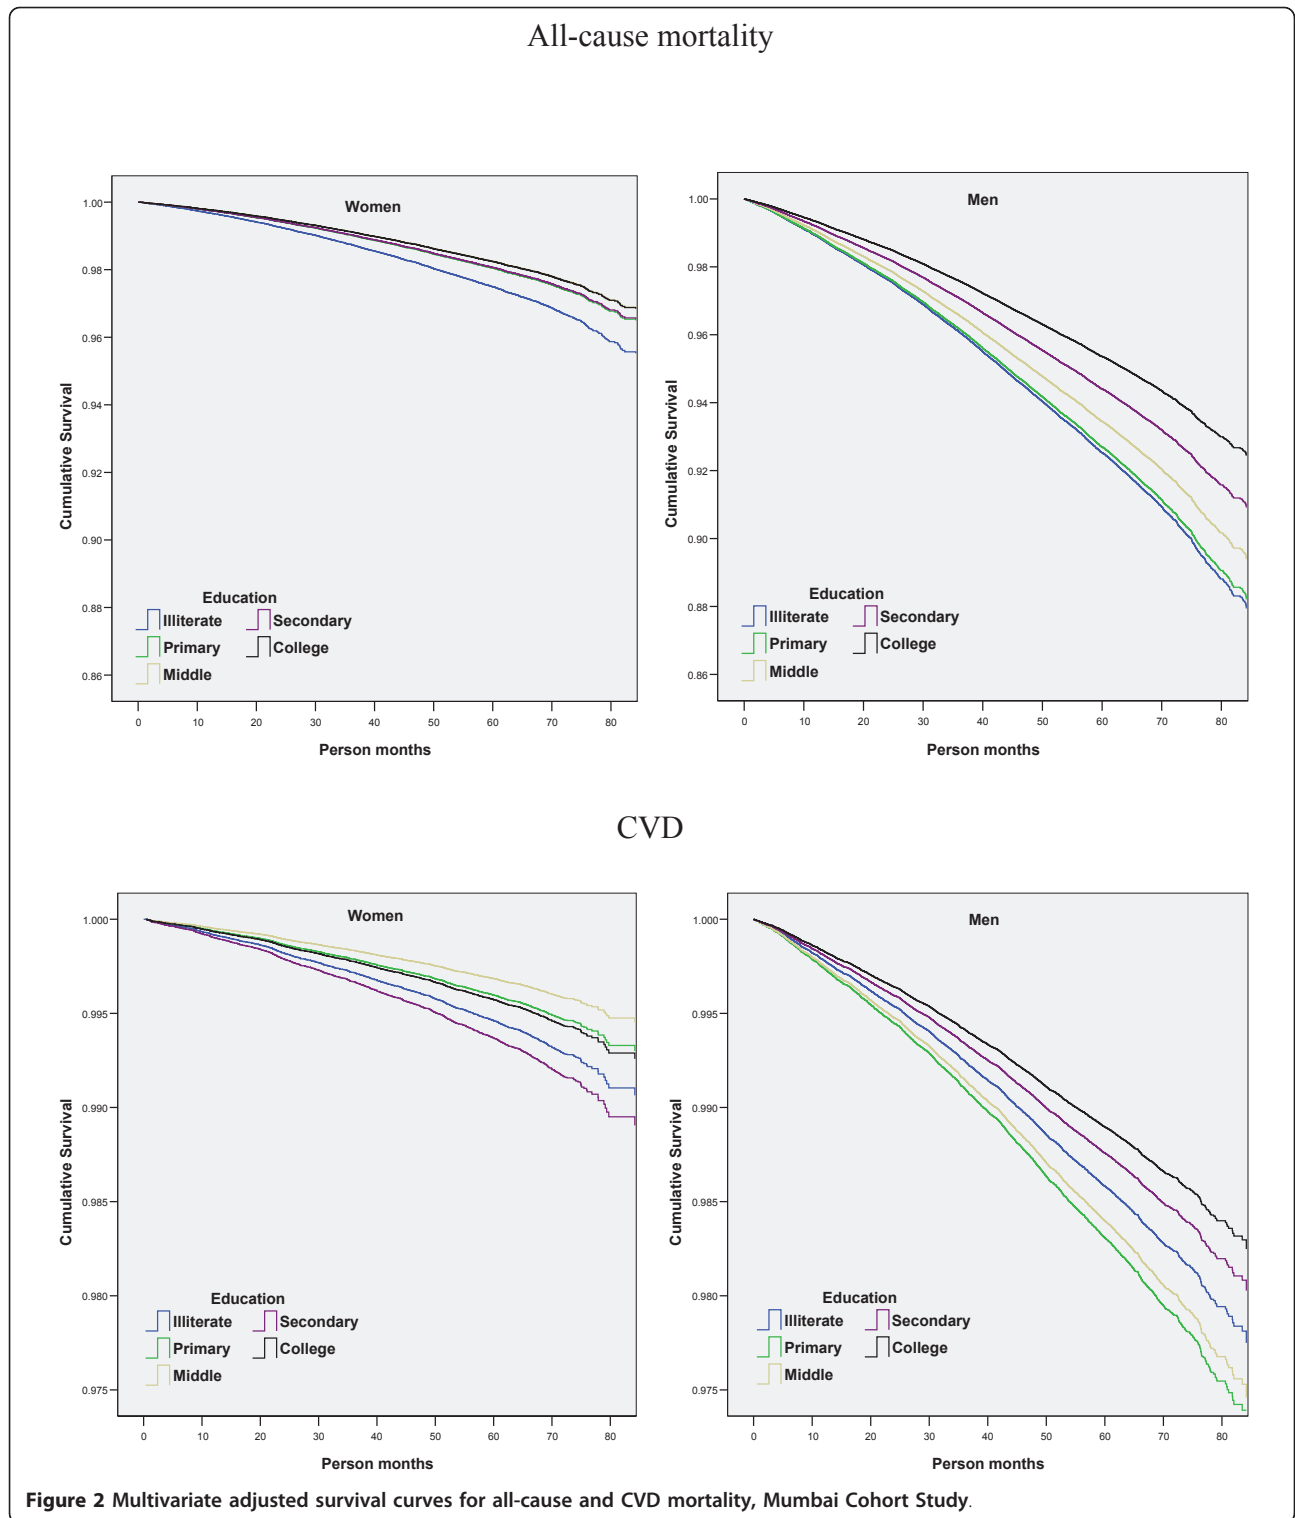 All-cause mortality
Women
Cumulative Survival
1.00
0.98
0.96
0.94
0.92
0.90
0.88
0.86
Education
Illiterate Secondary
Primary College
Middle
0 10 20 30 40 50 60 70 80
Person months
Men
Cumulative Survival
1.00
0.98
0.96
0.94
0.92
0.90
0.88
0.86
Education
Illiterate Secondary
Primary College
Middle
0 10 20 30 40 50 60 70 80
Person months
CVD
Women
Cumulative Survival
1.000
0.995
0.990
0.985
0.980
0.975
Education
Illiterate Secondary
Primary College
Middle
0 10 20 30 40 50 60 70 80
Person months
Men
Cumulative Survival
1.000
0.995
0.990
0.985
0.980
0.975
Education
Illiterate Secondary
Primary College
Middle
0 10 20 30 40 50 60 70 80
Person months
Figure 2 Multivariate adjusted survival curves for all-cause and CVD mortality, Mumbai Cohort Study.